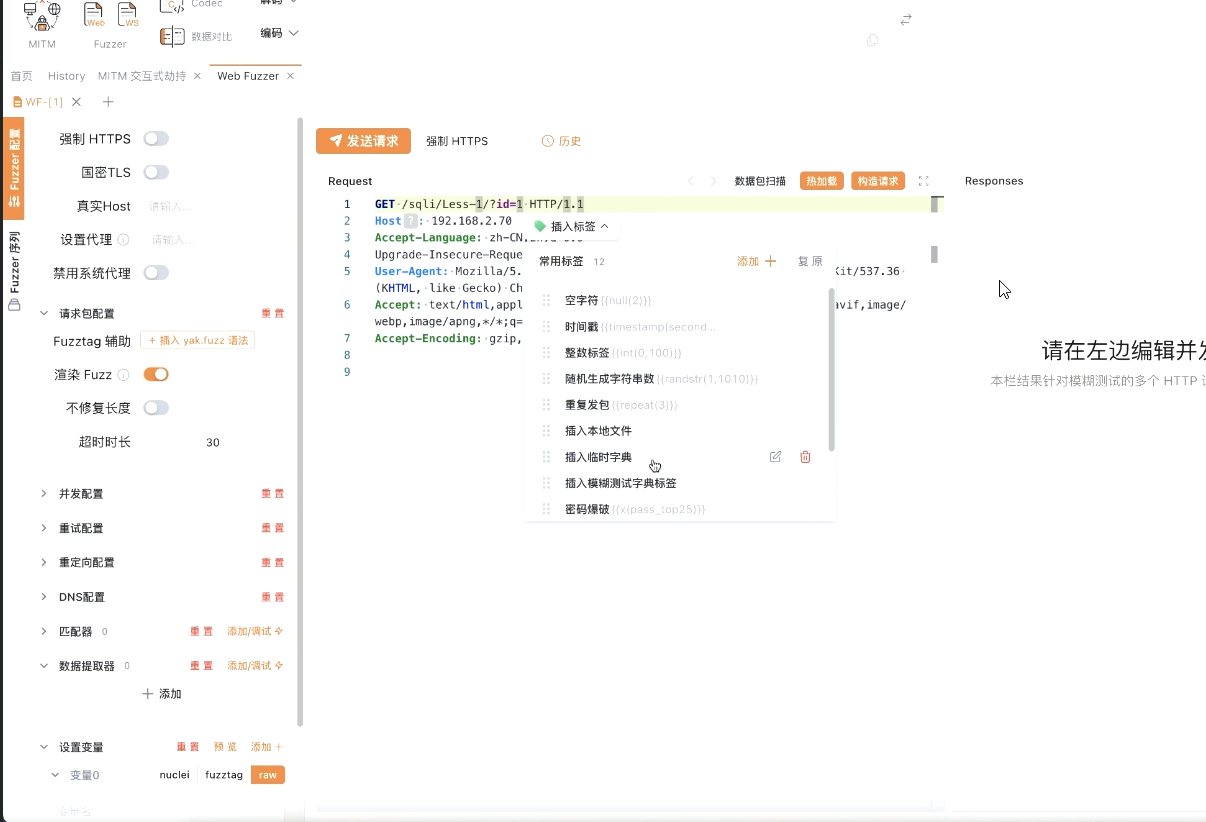 Codec
解码
Web
WS
MITM
Fuzzer
数据对比
编码
首页 History MITM 交互式劫持 Web Fuzzer
WF-[1]
Fuzzer 配置
Fuzzer 序列
强制 HTTPS
国密TLS
真实Host 请输入...
设置代理 请输入...
禁用系统代理
请求包配置 重置
Fuzztag 辅助 + 插入 yak.fuzz 语法
渲染 Fuzz
不修复长度
超时时长 30
并发配置 重置
重试配置 重置
重定向配置 重置
DNS配置 重置
匹配器 0 重置 添加/调试
数据提取器 0 重置 添加/调试
+ 添加
设置变量 重置 预览 添加 +
变量0 nuclei fuzztag raw
变量名
发送请求 强制 HTTPS 历史
Request 数据包扫描 热加载 构造请求
1 GET /sqli/Less-1/?id=1 HTTP/1.1
2 Host ? : 192.168.2.70
3 Accept-Language: zh-CN
4 Upgrade-Insecure-Reque
5 User-Agent: Mozilla/5. Kit/537.36
(KHTML, like Gecko) Ch
6 Accept: text/html,appl avif,image/
webp,image/apng,*/*;q=
7 Accept-Encoding: gzip,
8
9
插入标签
常用标签 12 添加 + 复原
空字符 {{null(2)}}
时间戳 {{timestamp(second...
整数标签 {{int(0,100)}}
随机生成字符串数 {{randstr(1,1010)}}
重复发包 {{repeat(3)}}
插入本地文件
插入临时字典
插入模糊测试字典标签
密码爆破 {{x(pass_top25)}}
Responses
请在左边编辑并
本栏结果针对模糊测试的多个 HTTP